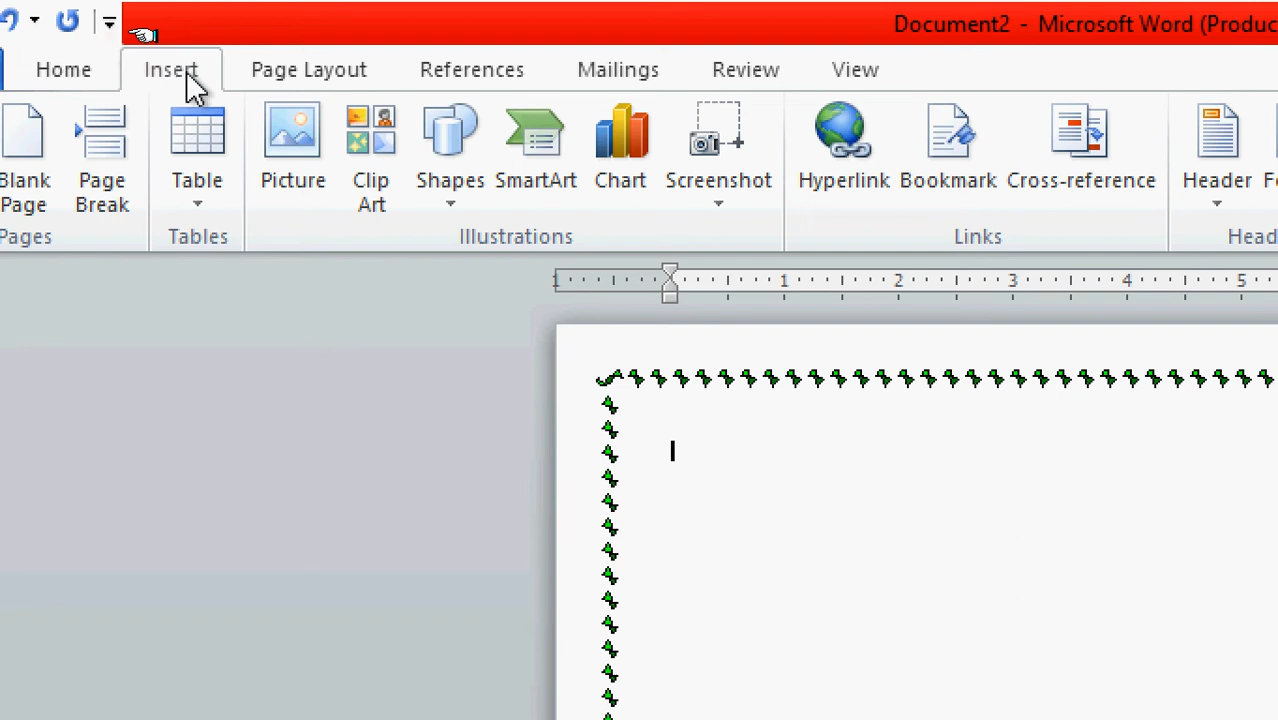 Document2 - Microsoft Word (Produc
Home Insert Page Layout References Mailings Review View
Blank Page
Page Break
Table
Picture
Clip Art
Shapes
SmartArt
Chart
Screenshot
Hyperlink
Bookmark
Cross-reference
Header
Pages Tables Illustrations Links Head
1 1 2 3 4 5